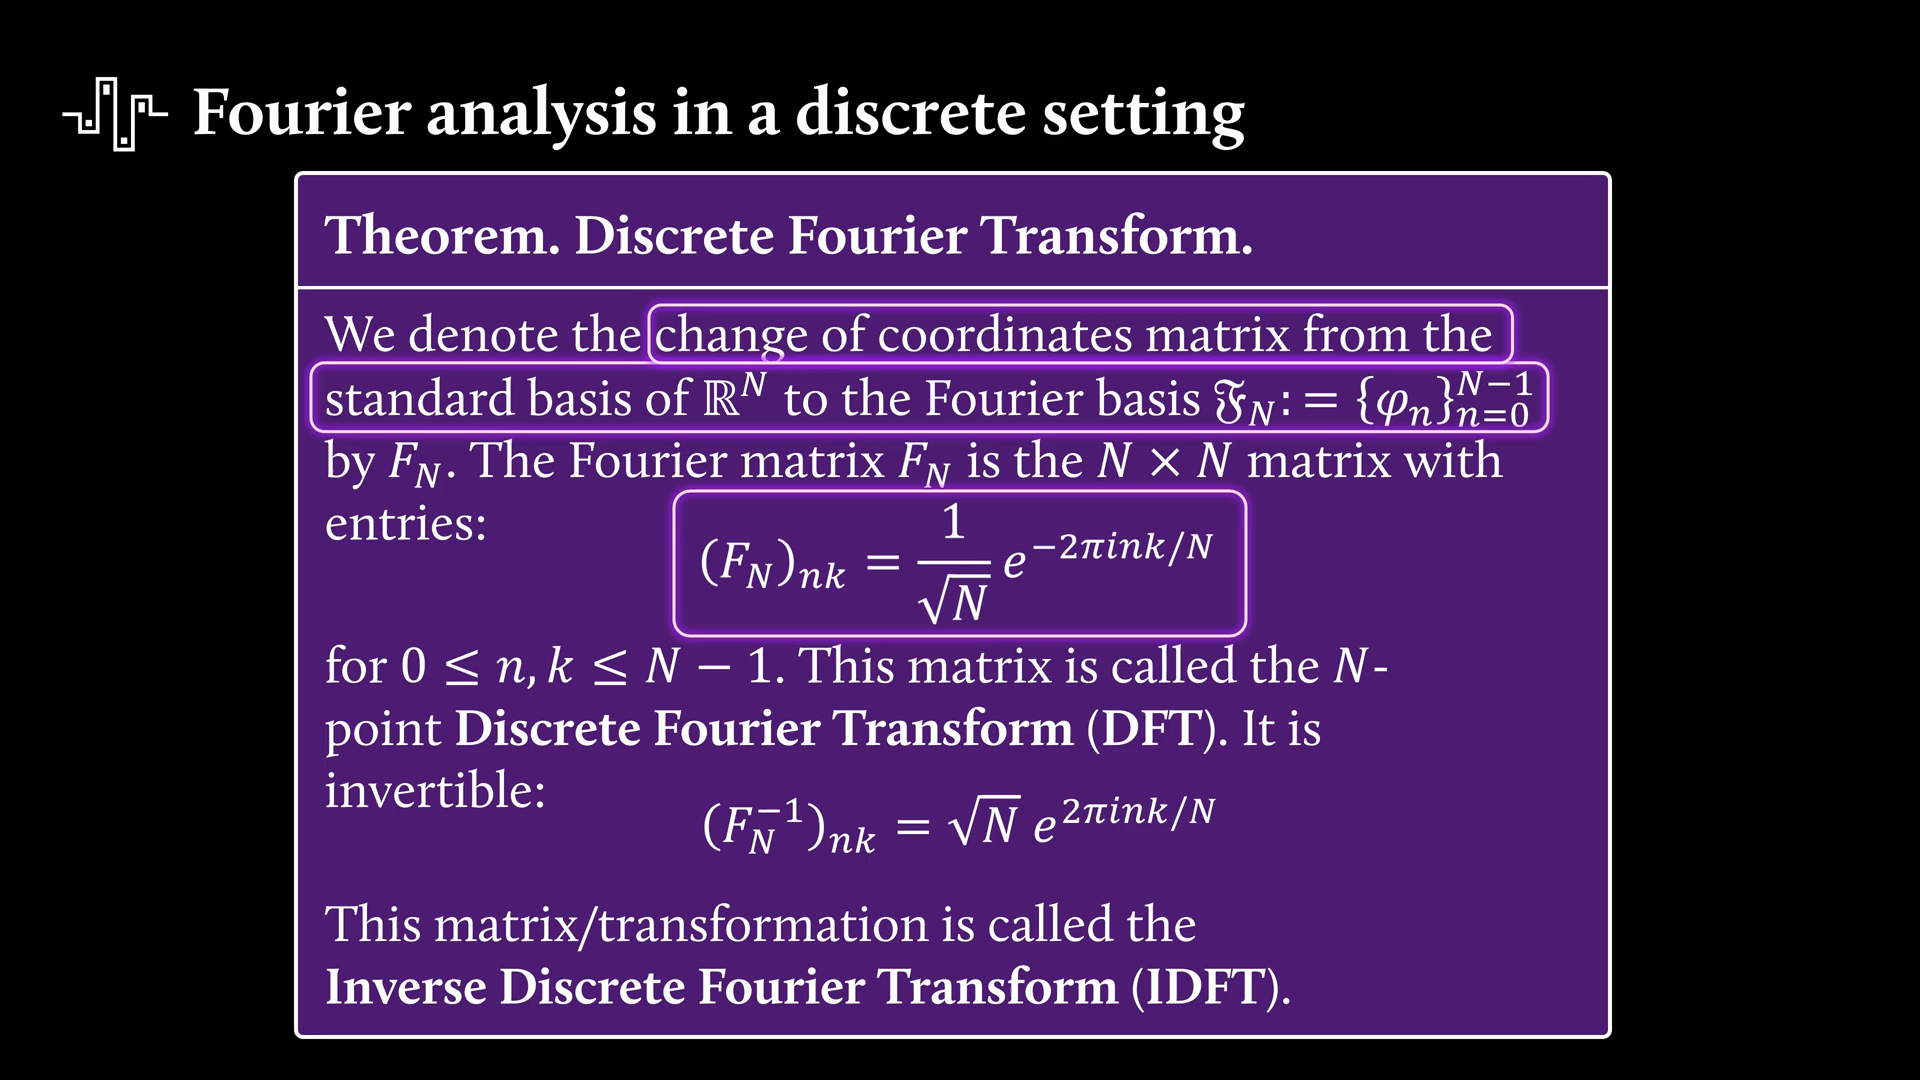 Fourier analysis in a discrete setting
Theorem. Discrete Fourier Transform.
We denote the change of coordinates matrix from the
standard basis of ℝ^N to the Fourier basis 𝔉_N := {φ_n}_{n=0}^{N−1}
by F_N. The Fourier matrix F_N is the N × N matrix with
entries:
(F_N)_{nk} = \frac{1}{\sqrt{N}} e^{−2πink/N}
for 0 ≤ n, k ≤ N − 1. This matrix is called the N-
point Discrete Fourier Transform (DFT). It is
invertible:
(F_N^{−1})_{nk} = \sqrt{N} e^{2πink/N}
This matrix/transformation is called the
Inverse Discrete Fourier Transform (IDFT).